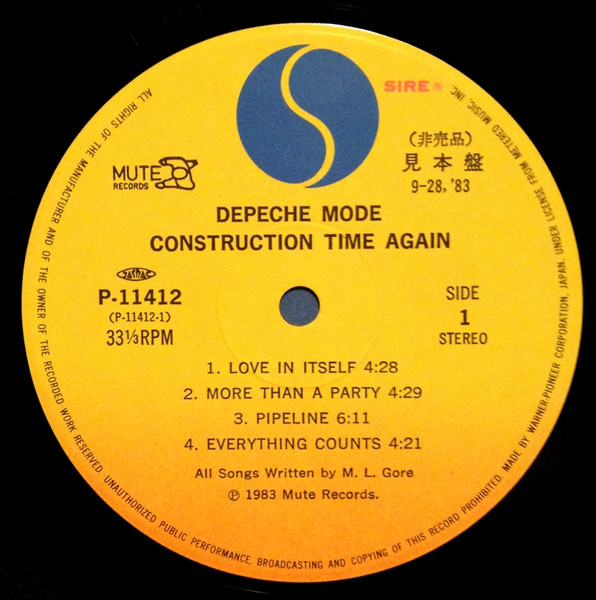 SIRE ®
(非売品)
見本盤
9-28, '83
MUTE
RECORDS
DEPECHE MODE
CONSTRUCTION TIME AGAIN
JASRAC
P-11412
(P-11412-1)
33⅓RPM
SIDE
1
STEREO
1. LOVE IN ITSELF 4:28
2. MORE THAN A PARTY 4:29
3. PIPELINE 6:11
4. EVERYTHING COUNTS 4:21
All Songs Written by M. L. Gore
℗ 1983 Mute Records.
ALL RIGHTS OF THE MANUFACTURER AND OF THE OWNER OF THE RECORDED WORK RESERVED. UNAUTHORIZED PUBLIC PERFORMANCE, BROADCASTING AND COPYING OF THIS RECORD PROHIBITED. MADE BY WARNER-PIONEER CORPORATION, JAPAN. UNDER LICENSE FROM METERED MUSIC, INC.